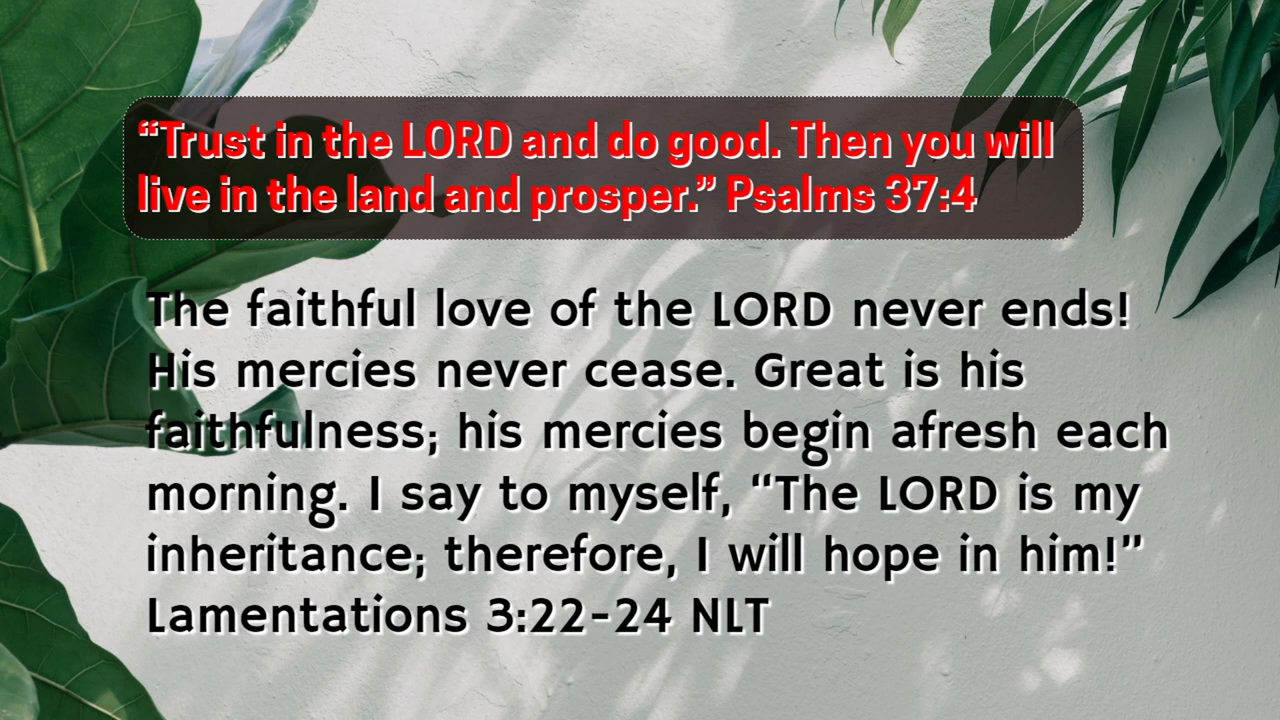 “Trust in the LORD and do good. Then you will
live in the land and prosper.” Psalms 37:4
The faithful love of the LORD never ends!
His mercies never cease. Great is his
faithfulness; his mercies begin afresh each
morning. I say to myself, “The LORD is my
inheritance; therefore, I will hope in him!”
Lamentations 3:22-24 NLT